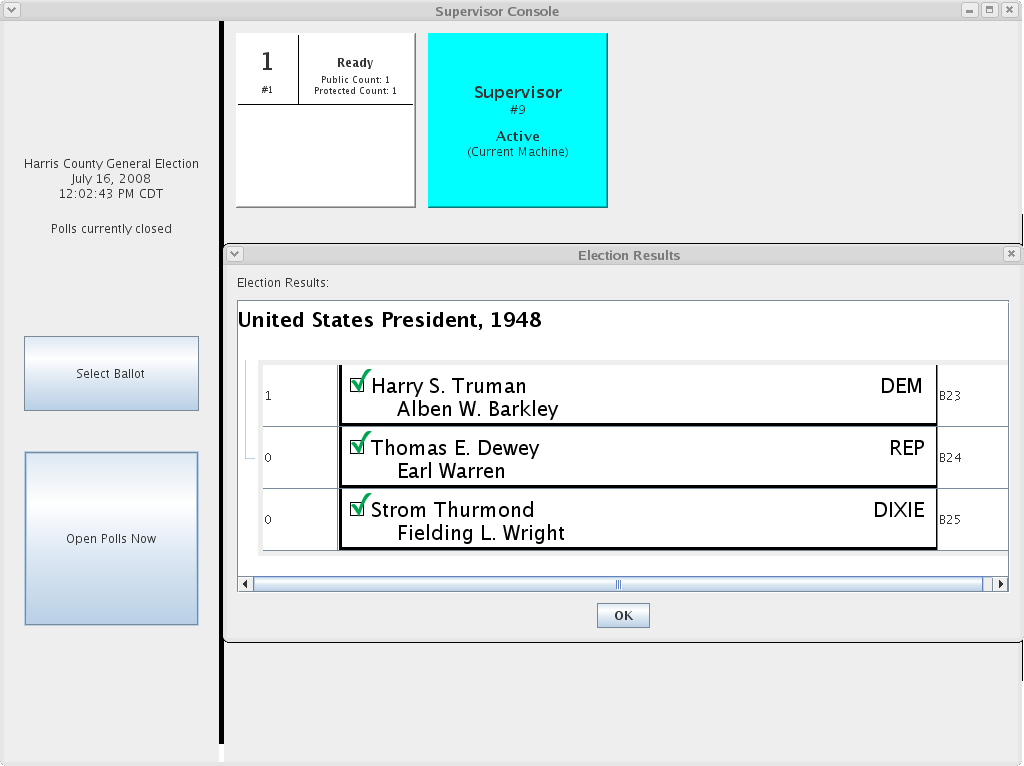 Supervisor Console
Harris County General Election
July 16, 2008
12:02:43 PM CDT
Polls currently closed
Select Ballot
Open Polls Now
1
#1
Ready
Public Count: 1
Protected Count: 1
Supervisor
#9
Active
(Current Machine)
Election Results
Election Results:
United States President, 1948
1 Harry S. Truman DEM B23
Alben W. Barkley
0 Thomas E. Dewey REP B24
Earl Warren
0 Strom Thurmond DIXIE B25
Fielding L. Wright
OK